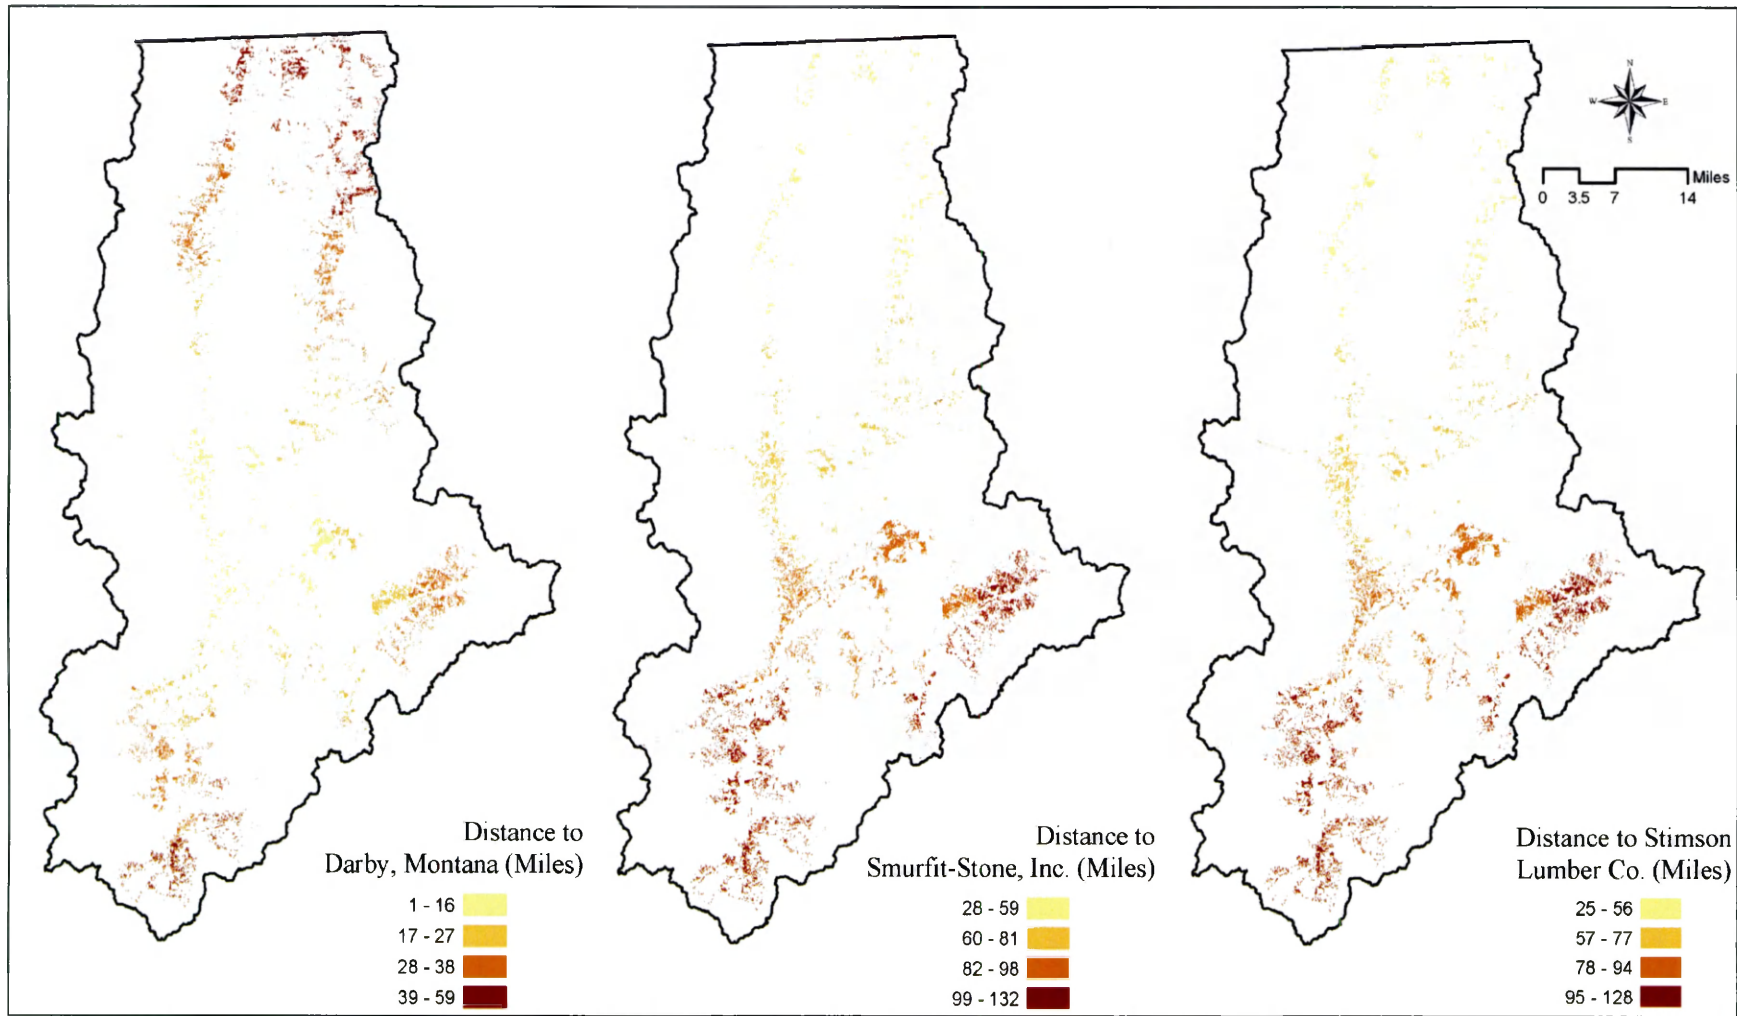 N
W
E
S
Miles
0 3.5 7 14
Distance to
Darby, Montana (Miles)
1 - 16
17 - 27
28 - 38
39 - 59
Distance to
Smurfit-Stone, Inc. (Miles)
28 - 59
60 - 81
82 - 98
99 - 132
Distance to Stimson
Lumber Co. (Miles)
25 - 56
57 - 77
78 - 94
95 - 128